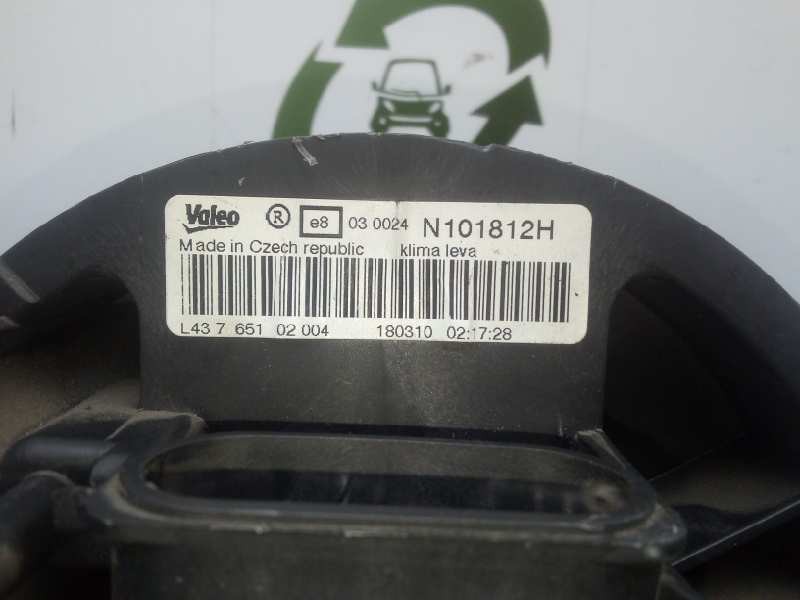 Valeo ® e8 03 0024 N101812H
Made in Czech republic klima leva
L43 7 651 02 004 180310 02:17:28